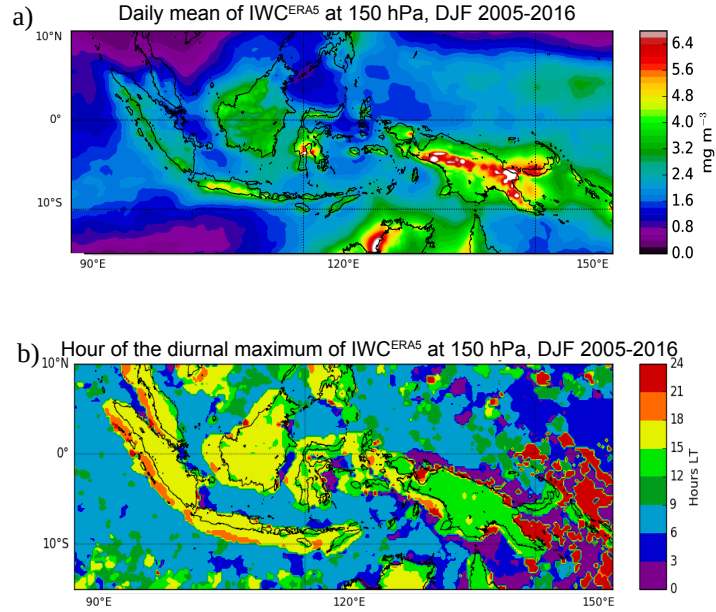 a) Daily mean of IWC^ERA5 at 150 hPa, DJF 2005-2016
10°N
0°
10°S
90°E 120°E 150°E
6.4
5.6
4.8
4.0
3.2
2.4
1.6
0.8
0.0
mg m⁻³
b) Hour of the diurnal maximum of IWC^ERA5 at 150 hPa, DJF 2005-2016
10°N
0°
10°S
90°E 120°E 150°E
24
21
18
15
12
9
6
3
0
Hours LT